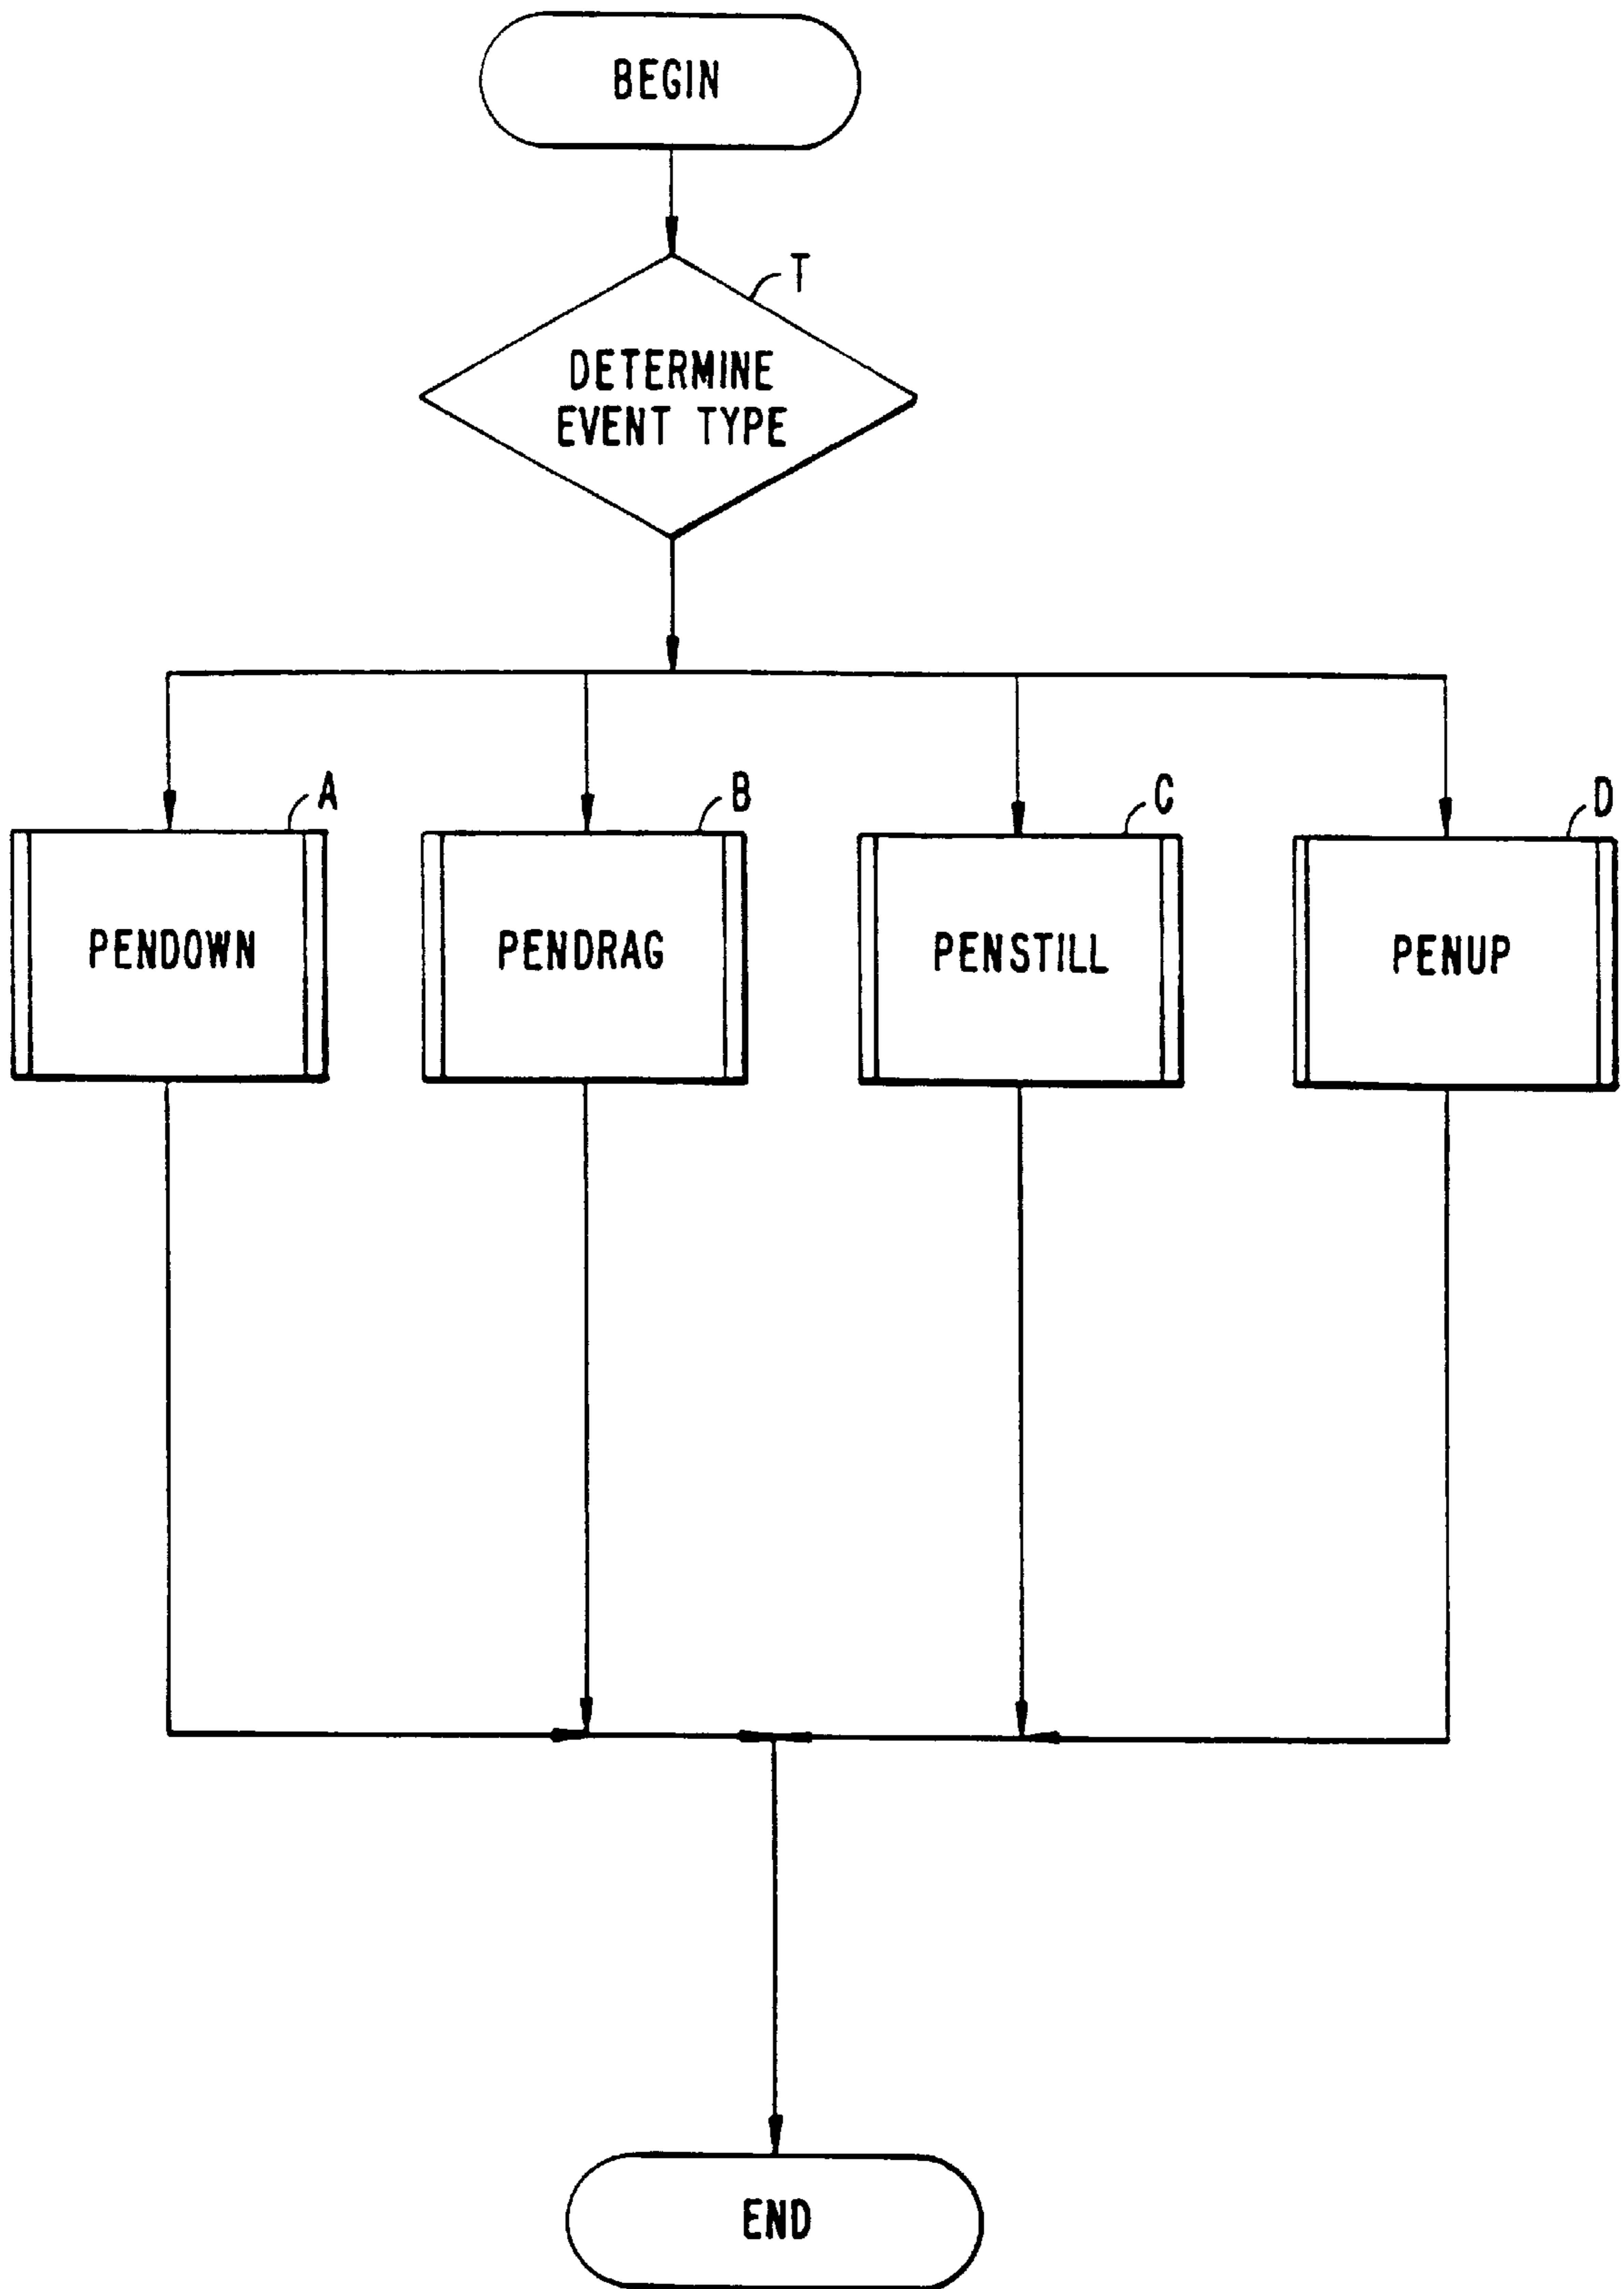 BEGIN
T
DETERMINE
EVENT TYPE
A
B
C
D
PENDOWN
PENDRAG
PENSTILL
PENUP
END